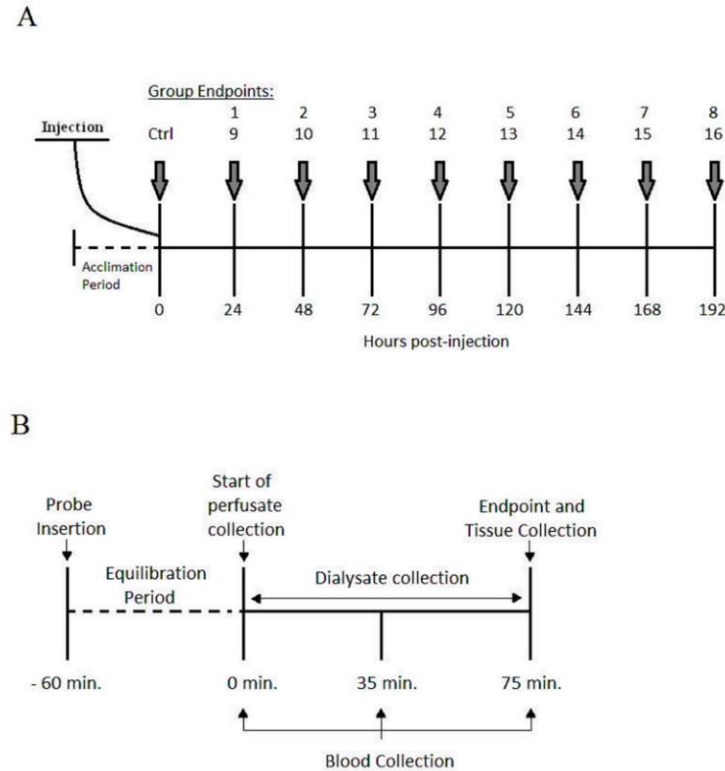 A
Group Endpoints:
1 2 3 4 5 6 7 8
Injection Ctrl 9 10 11 12 13 14 15 16
Acclimation
Period
0 24 48 72 96 120 144 168 192
Hours post-injection
B
Probe
Insertion
Start of
perfusate
collection
Endpoint and
Tissue Collection
Equilibration
Period
Dialysate collection
- 60 min. 0 min. 35 min. 75 min.
Blood Collection